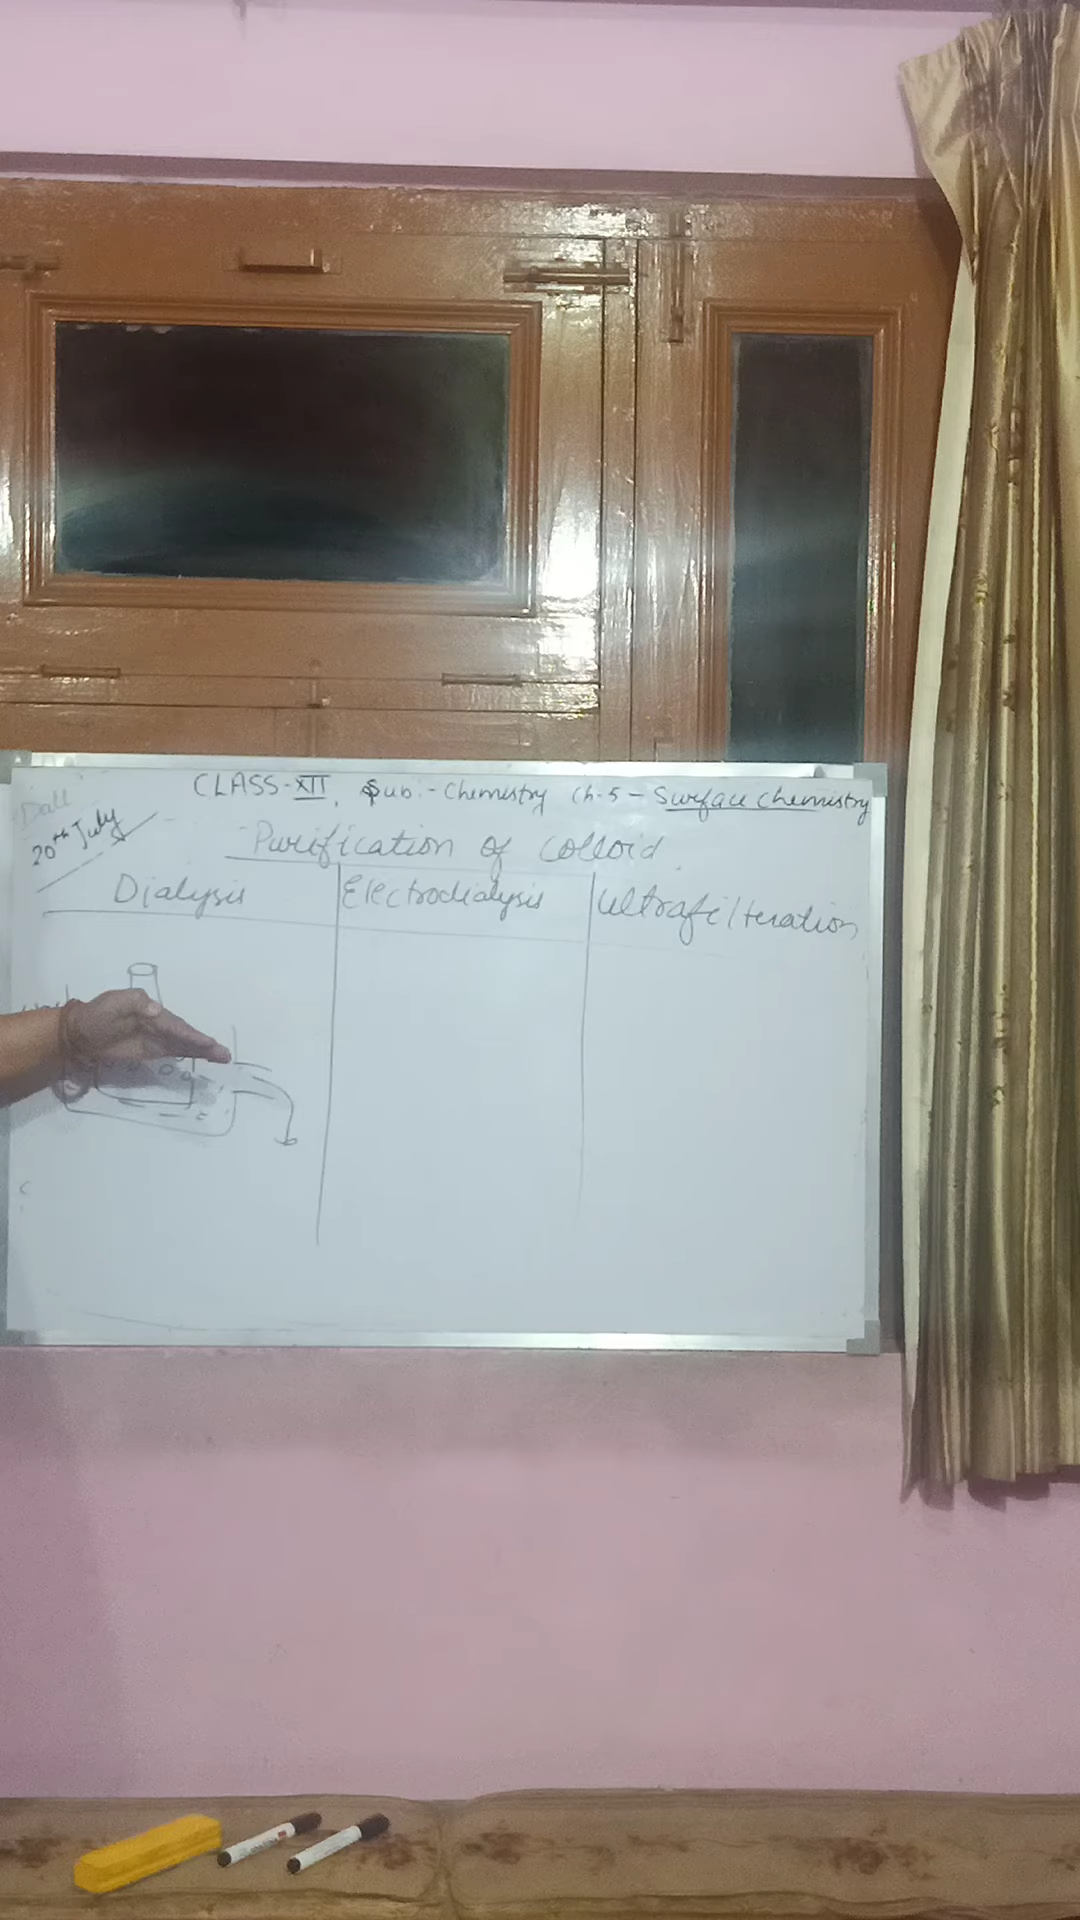 CLASS-XII, Sub:- Chemistry Ch-5 - Surface Chemistry
Date
20th July
Purification of Colloid
Dialysis
Electrodialysis
Ultrafilteration